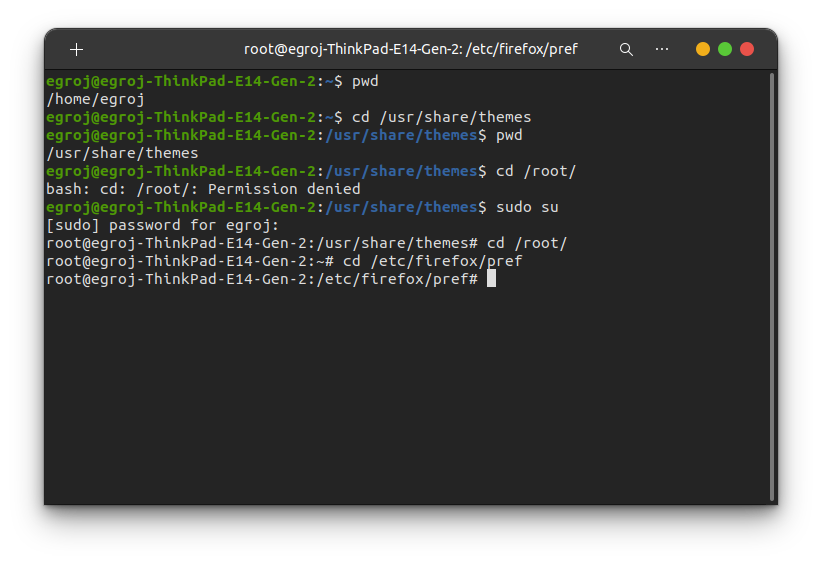 root@egroj-ThinkPad-E14-Gen-2: /etc/firefox/pref
egroj@egroj-ThinkPad-E14-Gen-2:~$ pwd
/home/egroj
egroj@egroj-ThinkPad-E14-Gen-2:~$ cd /usr/share/themes
egroj@egroj-ThinkPad-E14-Gen-2:/usr/share/themes$ pwd
/usr/share/themes
egroj@egroj-ThinkPad-E14-Gen-2:/usr/share/themes$ cd /root/
bash: cd: /root/: Permission denied
egroj@egroj-ThinkPad-E14-Gen-2:/usr/share/themes$ sudo su
[sudo] password for egroj:
root@egroj-ThinkPad-E14-Gen-2:/usr/share/themes# cd /root/
root@egroj-ThinkPad-E14-Gen-2:~# cd /etc/firefox/pref
root@egroj-ThinkPad-E14-Gen-2:/etc/firefox/pref#